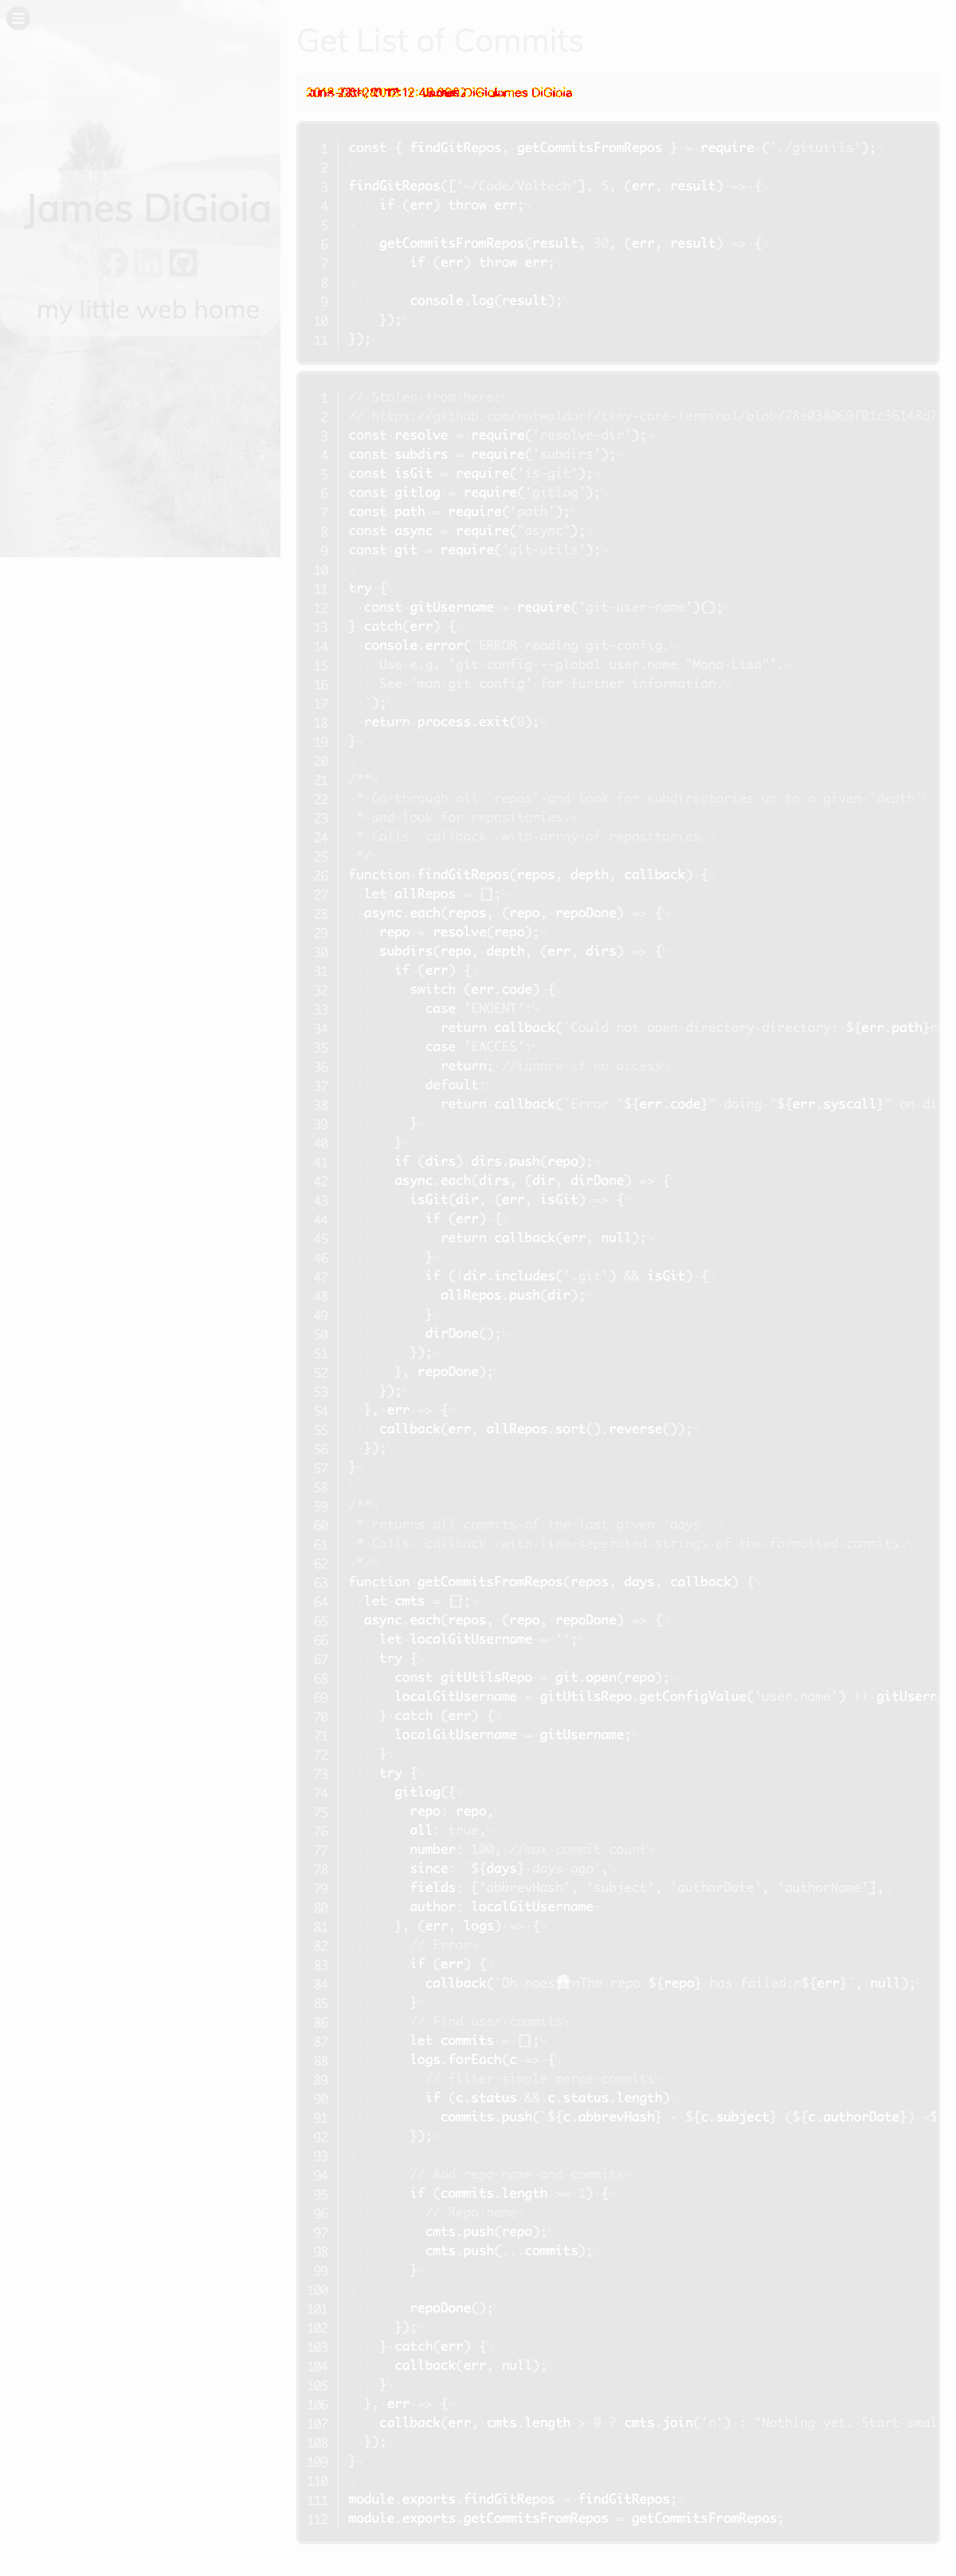 Get List of Commits
James DiGioia
my little web home
1 const { findGitRepos, getCommitsFromRepos } = require ('./gitutils');
2
3 findGitRepos(['~/Code/Valtech'], 5, (err, result) => {
4 if (err) throw err;
5
6 getCommitsFromRepos(result, 30, (err, result) => {
7 if (err) throw err;
8
9 console.log(result);
10 });
11 });
1 // Stolen from here:
2 // https://github.com/notwaldorf/tiny-care-terminal/blob/78e038069f01c36148d7
3 const resolve = require('resolve-dir');
4 const subdirs = require('subdirs');
5 const isGit = require('is-git');
6 const gitlog = require('gitlog');
7 const path = require('path');
8 const async = require("async");
9 const git = require('git-utils');
10
11 try {
12 const gitUsername = require('git-user-name')();
13 } catch(err) {
14 console.error(`ERROR reading git-config.
15 Use e.g. 'git config --global user.name "Mona Lisa"'.
16 See 'man git config' for further information.
17 `);
18 return process.exit(0);
19 }
20
21 /**
22 * Go through all `repos` and look for subdirectories up to a given `depth`
23 * and look for repositories.
24 * Calls `callback` with array of repositories.
25 */
26 function findGitRepos(repos, depth, callback) {
27 let allRepos = [];
28 async.each(repos, (repo, repoDone) => {
29 repo = resolve(repo);
30 subdirs(repo, depth, (err, dirs) => {
31 if (err) {
32 switch (err.code) {
33 case 'ENOENT':
34 return callback(`Could not open directory directory: ${err.path}n
35 case 'EACCES':
36 return; //ignore if no access
37 default:
38 return callback(`Error "${err.code}" doing "${err.syscall}" on di
39 }
40 }
41 if (dirs) dirs.push(repo);
42 async.each(dirs, (dir, dirDone) => {
43 isGit(dir, (err, isGit) => {
44 if (err) {
45 return callback(err, null);
46 }
47 if (!dir.includes('.git') && isGit) {
48 allRepos.push(dir);
49 }
50 dirDone();
51 });
52 }, repoDone);
53 });
54 }, err => {
55 callback(err, allRepos.sort().reverse());
56 });
57 }
58
59 /**
60 * returns all commits of the last given `days`.
61 * Calls `callback` with line-seperated-strings of the formatted commits.
62 */
63 function getCommitsFromRepos(repos, days, callback) {
64 let cmts = [];
65 async.each(repos, (repo, repoDone) => {
66 let localGitUsername = '';
67 try {
68 const gitUtilsRepo = git.open(repo);
69 localGitUsername = gitUtilsRepo.getConfigValue('user.name') || gitUsern
70 } catch (err) {
71 localGitUsername = gitUsername;
72 }
73 try {
74 gitlog({
75 repo: repo,
76 all: true,
77 number: 100, //max commit count
78 since: `${days} days ago`,
79 fields: ['abbrevHash', 'subject', 'authorDate', 'authorName'],
80 author: localGitUsername
81 }, (err, logs) => {
82 // Error
83 if (err) {
84 callback(`Oh noes😱nThe repo ${repo} has failed:n${err}`, null);
85 }
86 // Find user commits
87 let commits = [];
88 logs.forEach(c => {
89 // filter simple merge commits
90 if (c.status && c.status.length)
91 commits.push(`${c.abbrevHash} - ${c.subject} (${c.authorDate}) <$
92 });
93
94 // Add repo name and commits
95 if (commits.length >= 1) {
96 // Repo name
97 cmts.push(repo);
98 cmts.push(...commits);
99 }
100
101 repoDone();
102 });
103 } catch(err) {
104 callback(err, null);
105 }
106 }, err => {
107 callback(err, cmts.length > 0 ? cmts.join('n') : "Nothing yet. Start smal
108 });
109 }
110
111 module.exports.findGitRepos = findGitRepos;
112 module.exports.getCommitsFromRepos = getCommitsFromRepos;